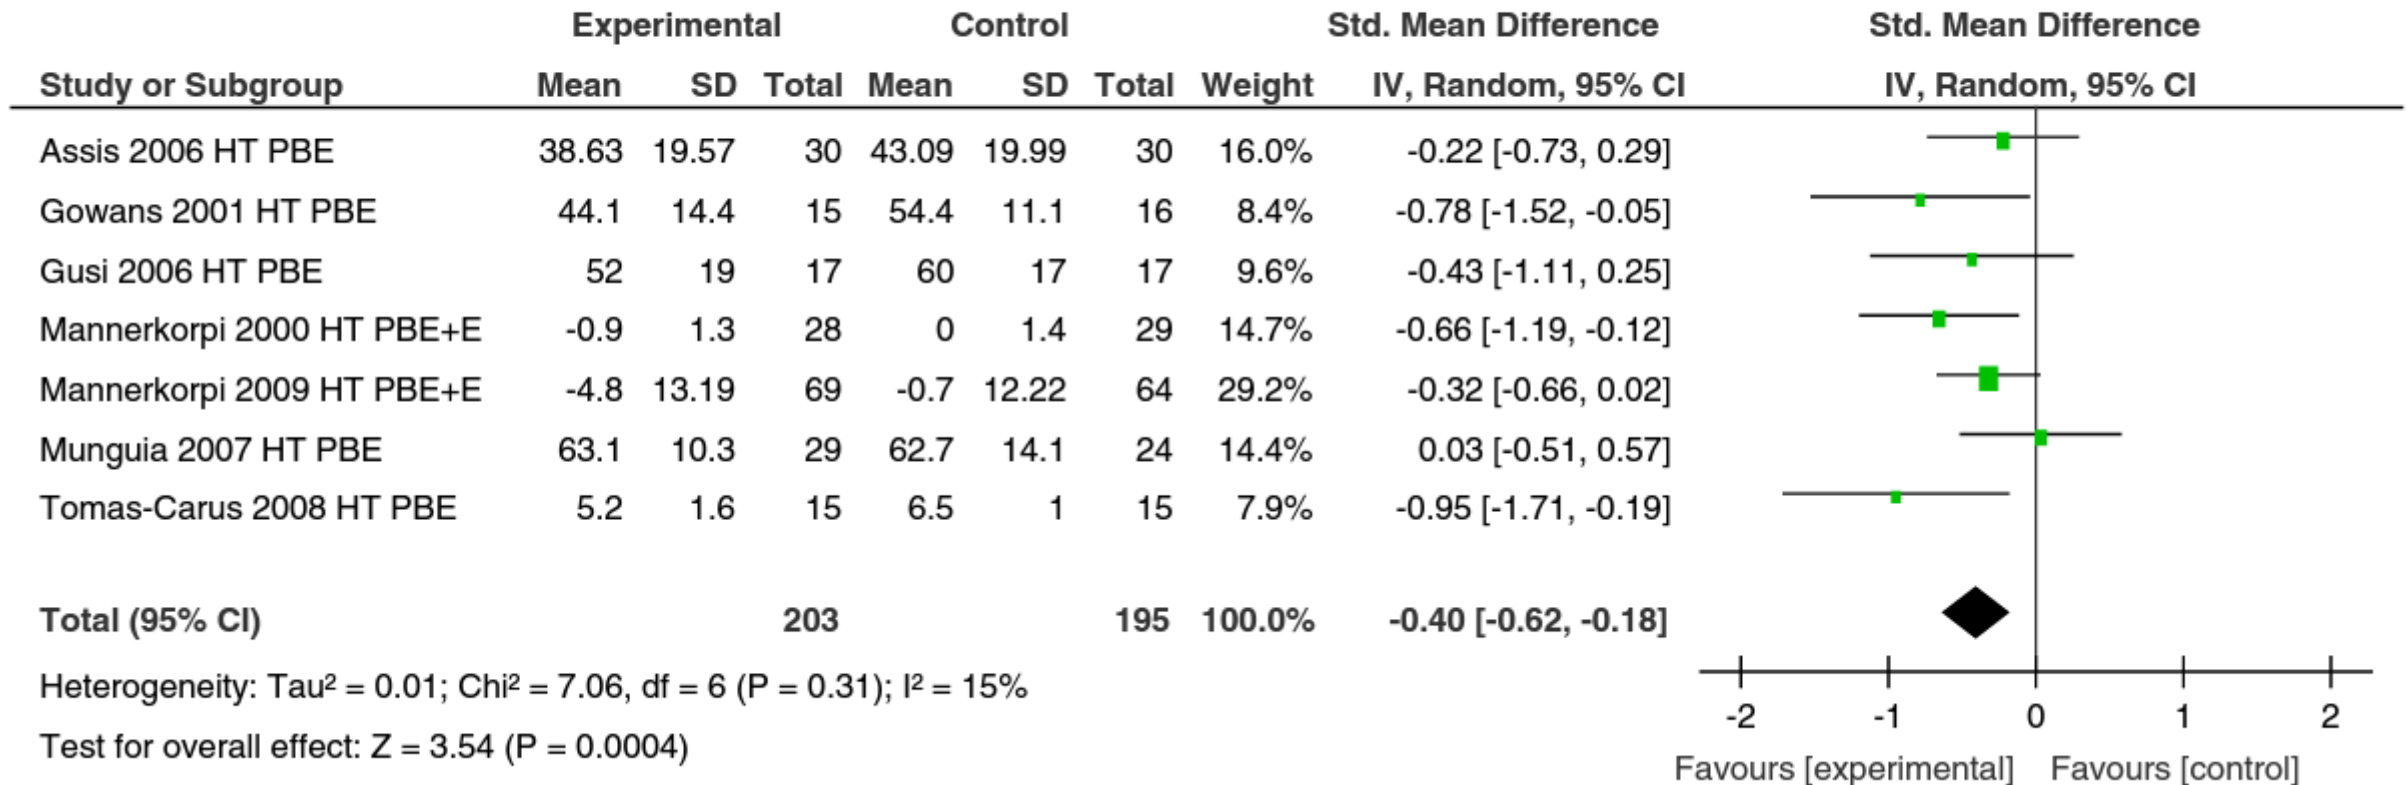 Experimental Control Std. Mean Difference Std. Mean Difference
Study or Subgroup Mean SD Total Mean SD Total Weight IV, Random, 95% CI IV, Random, 95% CI
Assis 2006 HT PBE 38.63 19.57 30 43.09 19.99 30 16.0% -0.22 [-0.73, 0.29]
Gowans 2001 HT PBE 44.1 14.4 15 54.4 11.1 16 8.4% -0.78 [-1.52, -0.05]
Gusi 2006 HT PBE 52 19 17 60 17 17 9.6% -0.43 [-1.11, 0.25]
Mannerkorpi 2000 HT PBE+E -0.9 1.3 28 0 1.4 29 14.7% -0.66 [-1.19, -0.12]
Mannerkorpi 2009 HT PBE+E -4.8 13.19 69 -0.7 12.22 64 29.2% -0.32 [-0.66, 0.02]
Munguia 2007 HT PBE 63.1 10.3 29 62.7 14.1 24 14.4% 0.03 [-0.51, 0.57]
Tomas-Carus 2008 HT PBE 5.2 1.6 15 6.5 1 15 7.9% -0.95 [-1.71, -0.19]
Total (95% CI) 203 195 100.0% -0.40 [-0.62, -0.18]
Heterogeneity: Tau² = 0.01; Chi² = 7.06, df = 6 (P = 0.31); I² = 15%
Test for overall effect: Z = 3.54 (P = 0.0004)
-2 -1 0 1 2
Favours [experimental] Favours [control]